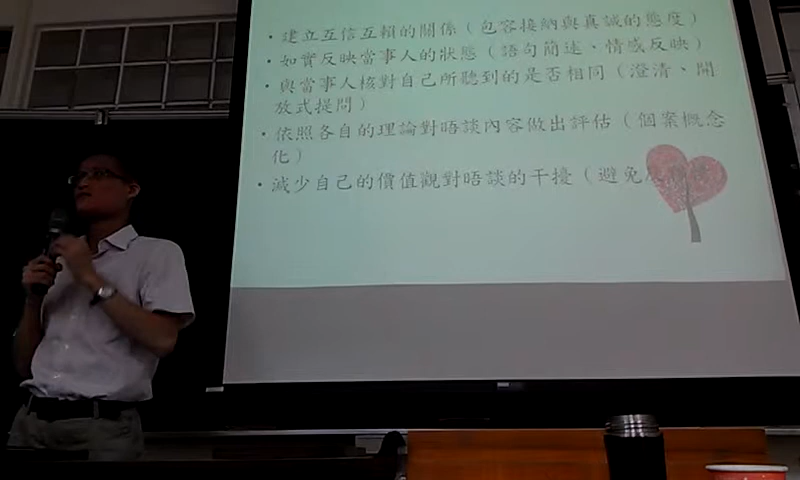 ・建立互信互賴的關係（包容接納與真誠的態度）
・如實反映當事人的狀態（語句簡述、情感反映）
・與當事人核對自己所聽到的是否相同（澄清、開
放式提問）
・依照各自的理論對晤談內容做出評估（個案概念
化）
・減少自己的價值觀對晤談的干擾（避免